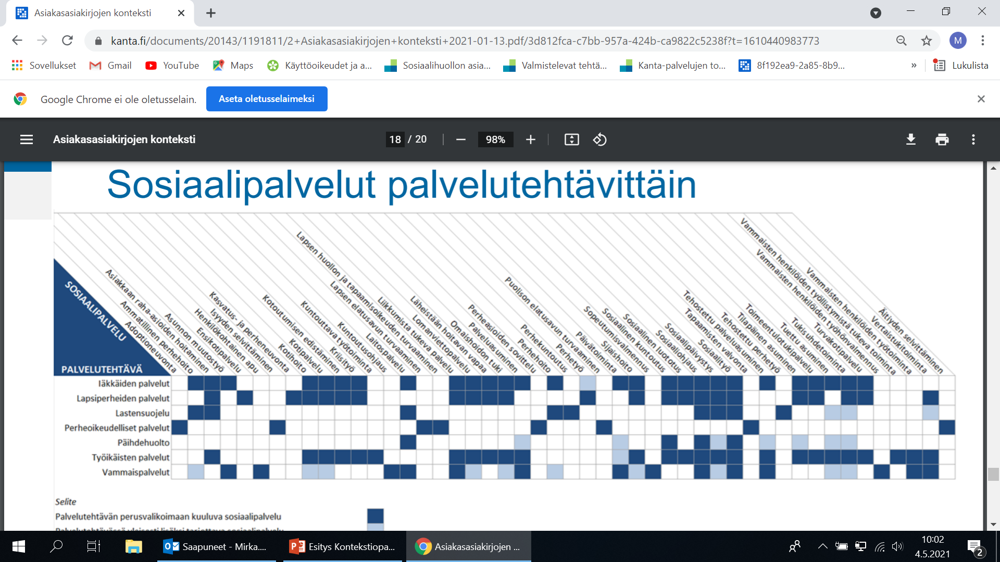 Asiakasasiakirjojen konteksti
kanta.fi/documents/20143/1191811/2+Asiakasasiakirjojen+konteksti+2021-01-13.pdf/3d812fca-c7bb-957a-424b-ca9822c5238f?t=1610440983773
M
Sovellukset
Gmail
YouTube
Maps
Käyttöoikeudet ja a...
Sosiaalihuollon asia...
Valmistelevat tehtä...
Kanta-palvelujen to...
8f192ea9-2a85-8b9...
»
Lukulista
Google Chrome ei ole oletusselain.
Aseta oletusselaimeksi
Asiakasasiakirjojen konteksti
18 / 20
98%
Sosiaalipalvelut palvelutehtävittäin
SOSIAALIPALVELU
PALVELUTEHTÄVÄ
Adoptioneuvonta
Ammatillinen perhehoito
Asiakkaan raha-asioiden hoitaminen
Asunnon muutostyö
Ensikotipalvelu
Henkilökohtainen apu
Isyyden selvittäminen
Kasvatus- ja perheneuvonta
Kotihoito
Kotipalvelu
Kotoutumisen edistäminen
Kriisityö
Kuntouttava työtoiminta
Kuntoutusohjaus
Laitospalvelu
Lapsen elatusavun turvaaminen
Lapsen huollon ja tapaamisoikeuden turvaaminen
Liikkumista tukeva palvelu
Lomanviettopalvelu
Läheistään hoitavan vapaa
Omaishoidon tuki
Palveluasuminen
Perheasioiden sovittelu
Perhehoito
Perhekuntoutus
Perhetyö
Puolison elatusavun turvaaminen
Päivätoiminta
Sijaishoito
Sopeutumisvalmennus
Sosiaalinen kuntoutus
Sosiaalinen luototus
Sosiaaliohjaus
Sosiaalipäivystys
Sosiaalityö
Tapaamisten valvonta
Tehostettu palveluasuminen
Tehostettu perhetyö
Tilapäinen asuminen
Toimeentulotukipalvelu
Tuettu asuminen
Tukisuhdetoiminta
Turvakotipalvelu
Vammaisten henkilöiden työhönvalmennus
Vammaisten henkilöiden työllistymistä tukeva toiminta
Vammaisten henkilöiden työtoiminta
Vertaistukitoiminta
Äitiyden selvittäminen
Iäkkäiden palvelut
Lapsiperheiden palvelut
Lastensuojelu
Perheoikeudelliset palvelut
Päihdehuolto
Työikäisten palvelut
Vammaispalvelut
Selite
Palvelutehtävän perusvalikoimaan kuuluva sosiaalipalvelu
Palvelutehtävässä yleisesti lisäksi tarjottava sosiaalipalvelu
Saapuneet - Mirka....
Esitys Kontekstiopa...
Asiakasasiakirjojen ...
10:02
4.5.2021
2